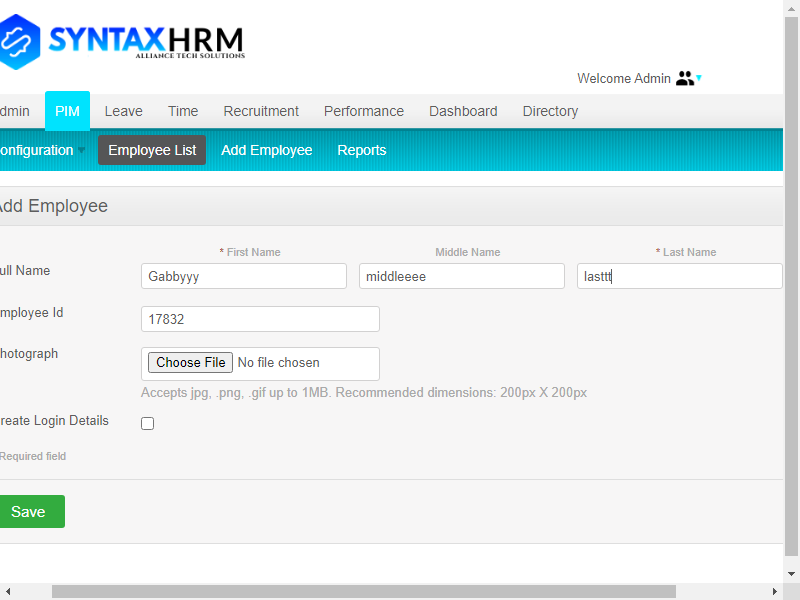 SYNTAXHRM
ALLIANCE TECH SOLUTIONS
Welcome Admin
dmin PIM Leave Time Recruitment Performance Dashboard Directory
onfiguration Employee List Add Employee Reports
Add Employee
* First Name Middle Name * Last Name
ull Name Gabbyyy middleeee lasttt
mployee Id 17832
hotograph Choose File No file chosen
Accepts jpg, .png, .gif up to 1MB. Recommended dimensions: 200px X 200px
reate Login Details
Required field
Save